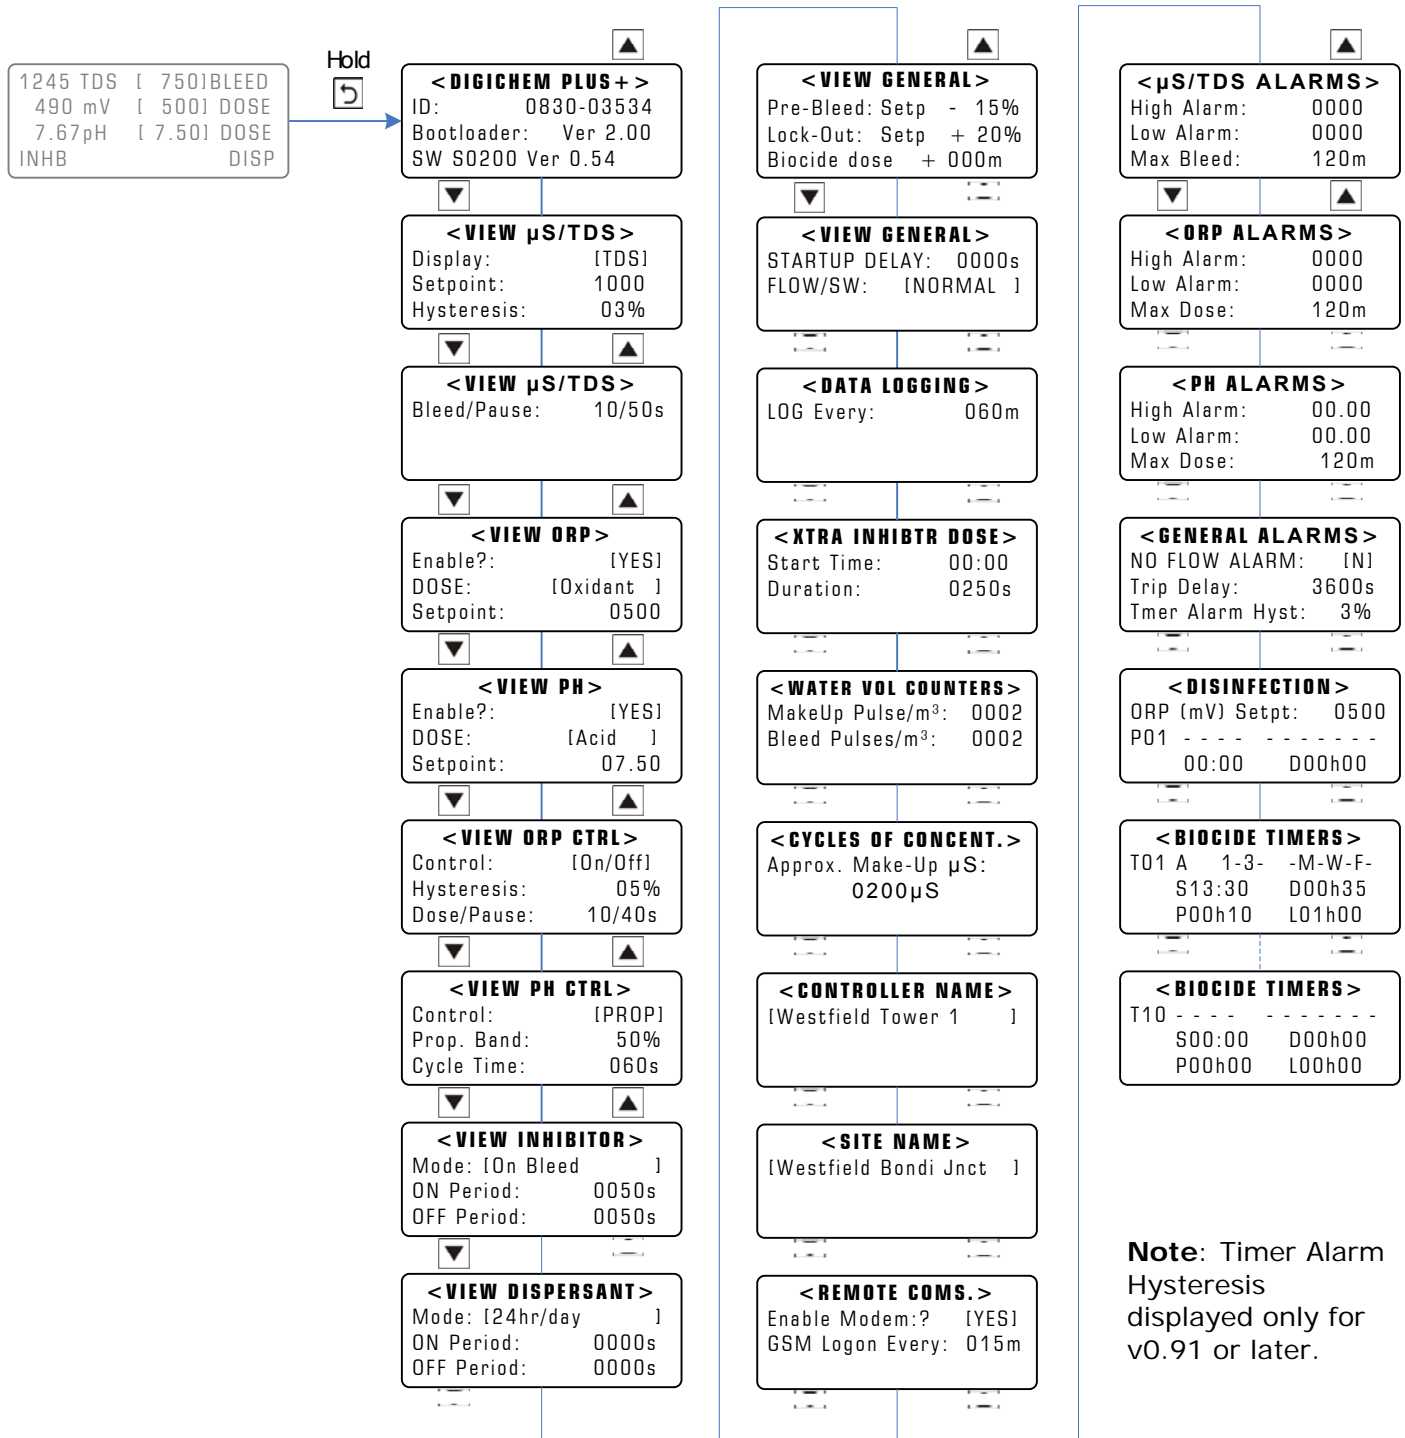 Hold
1245 TDS [ 750]BLEED
490 mV [ 500] DOSE
7.67pH [ 7.50] DOSE
INHB DISP
<DIGICHEM PLUS+>
ID: 0830-03534
Bootloader: Ver 2.00
SW S0200 Ver 0.54
<VIEW µS/TDS>
Display: [TDS]
Setpoint: 1000
Hysteresis: 03%
<VIEW µS/TDS>
Bleed/Pause: 10/50s
<VIEW ORP>
Enable?: [YES]
DOSE: [Oxidant ]
Setpoint: 0500
<VIEW PH>
Enable?: [YES]
DOSE: [Acid ]
Setpoint: 07.50
<VIEW ORP CTRL>
Control: [On/Off]
Hysteresis: 05%
Dose/Pause: 10/40s
<VIEW PH CTRL>
Control: [PROP]
Prop. Band: 50%
Cycle Time: 060s
<VIEW INHIBITOR>
Mode: [On Bleed ]
ON Period: 0050s
OFF Period: 0050s
<VIEW DISPERSANT>
Mode: [24hr/day ]
ON Period: 0000s
OFF Period: 0000s
<VIEW GENERAL>
Pre-Bleed: Setp - 15%
Lock-Out: Setp + 20%
Biocide dose + 000m
<VIEW GENERAL>
STARTUP DELAY: 0000s
FLOW/SW: [NORMAL ]
<DATA LOGGING>
LOG Every: 060m
<XTRA INHIBTR DOSE>
Start Time: 00:00
Duration: 0250s
<WATER VOL COUNTERS>
MakeUp Pulse/m³: 0002
Bleed Pulses/m³: 0002
<CYCLES OF CONCENT.>
Approx. Make-Up µS:
0200µS
<CONTROLLER NAME>
[Westfield Tower 1 ]
<SITE NAME>
[Westfield Bondi Jnct ]
<REMOTE COMS.>
Enable Modem:? [YES]
GSM Logon Every: 015m
<µS/TDS ALARMS>
High Alarm: 0000
Low Alarm: 0000
Max Bleed: 120m
<ORP ALARMS>
High Alarm: 0000
Low Alarm: 0000
Max Dose: 120m
<PH ALARMS>
High Alarm: 00.00
Low Alarm: 00.00
Max Dose: 120m
<GENERAL ALARMS>
NO FLOW ALARM: [N]
Trip Delay: 3600s
Tmer Alarm Hyst: 3%
<DISINFECTION>
ORP (mV) Setpt: 0500
P01 - - - - - - - - - - -
00:00 D00h00
<BIOCIDE TIMERS>
T01 A 1-3- -M-W-F-
S13:30 D00h35
P00h10 L01h00
<BIOCIDE TIMERS>
T10 - - - - - - - - - - -
S00:00 D00h00
P00h00 L00h00
Note: Timer Alarm
Hysteresis
displayed only for
v0.91 or later.